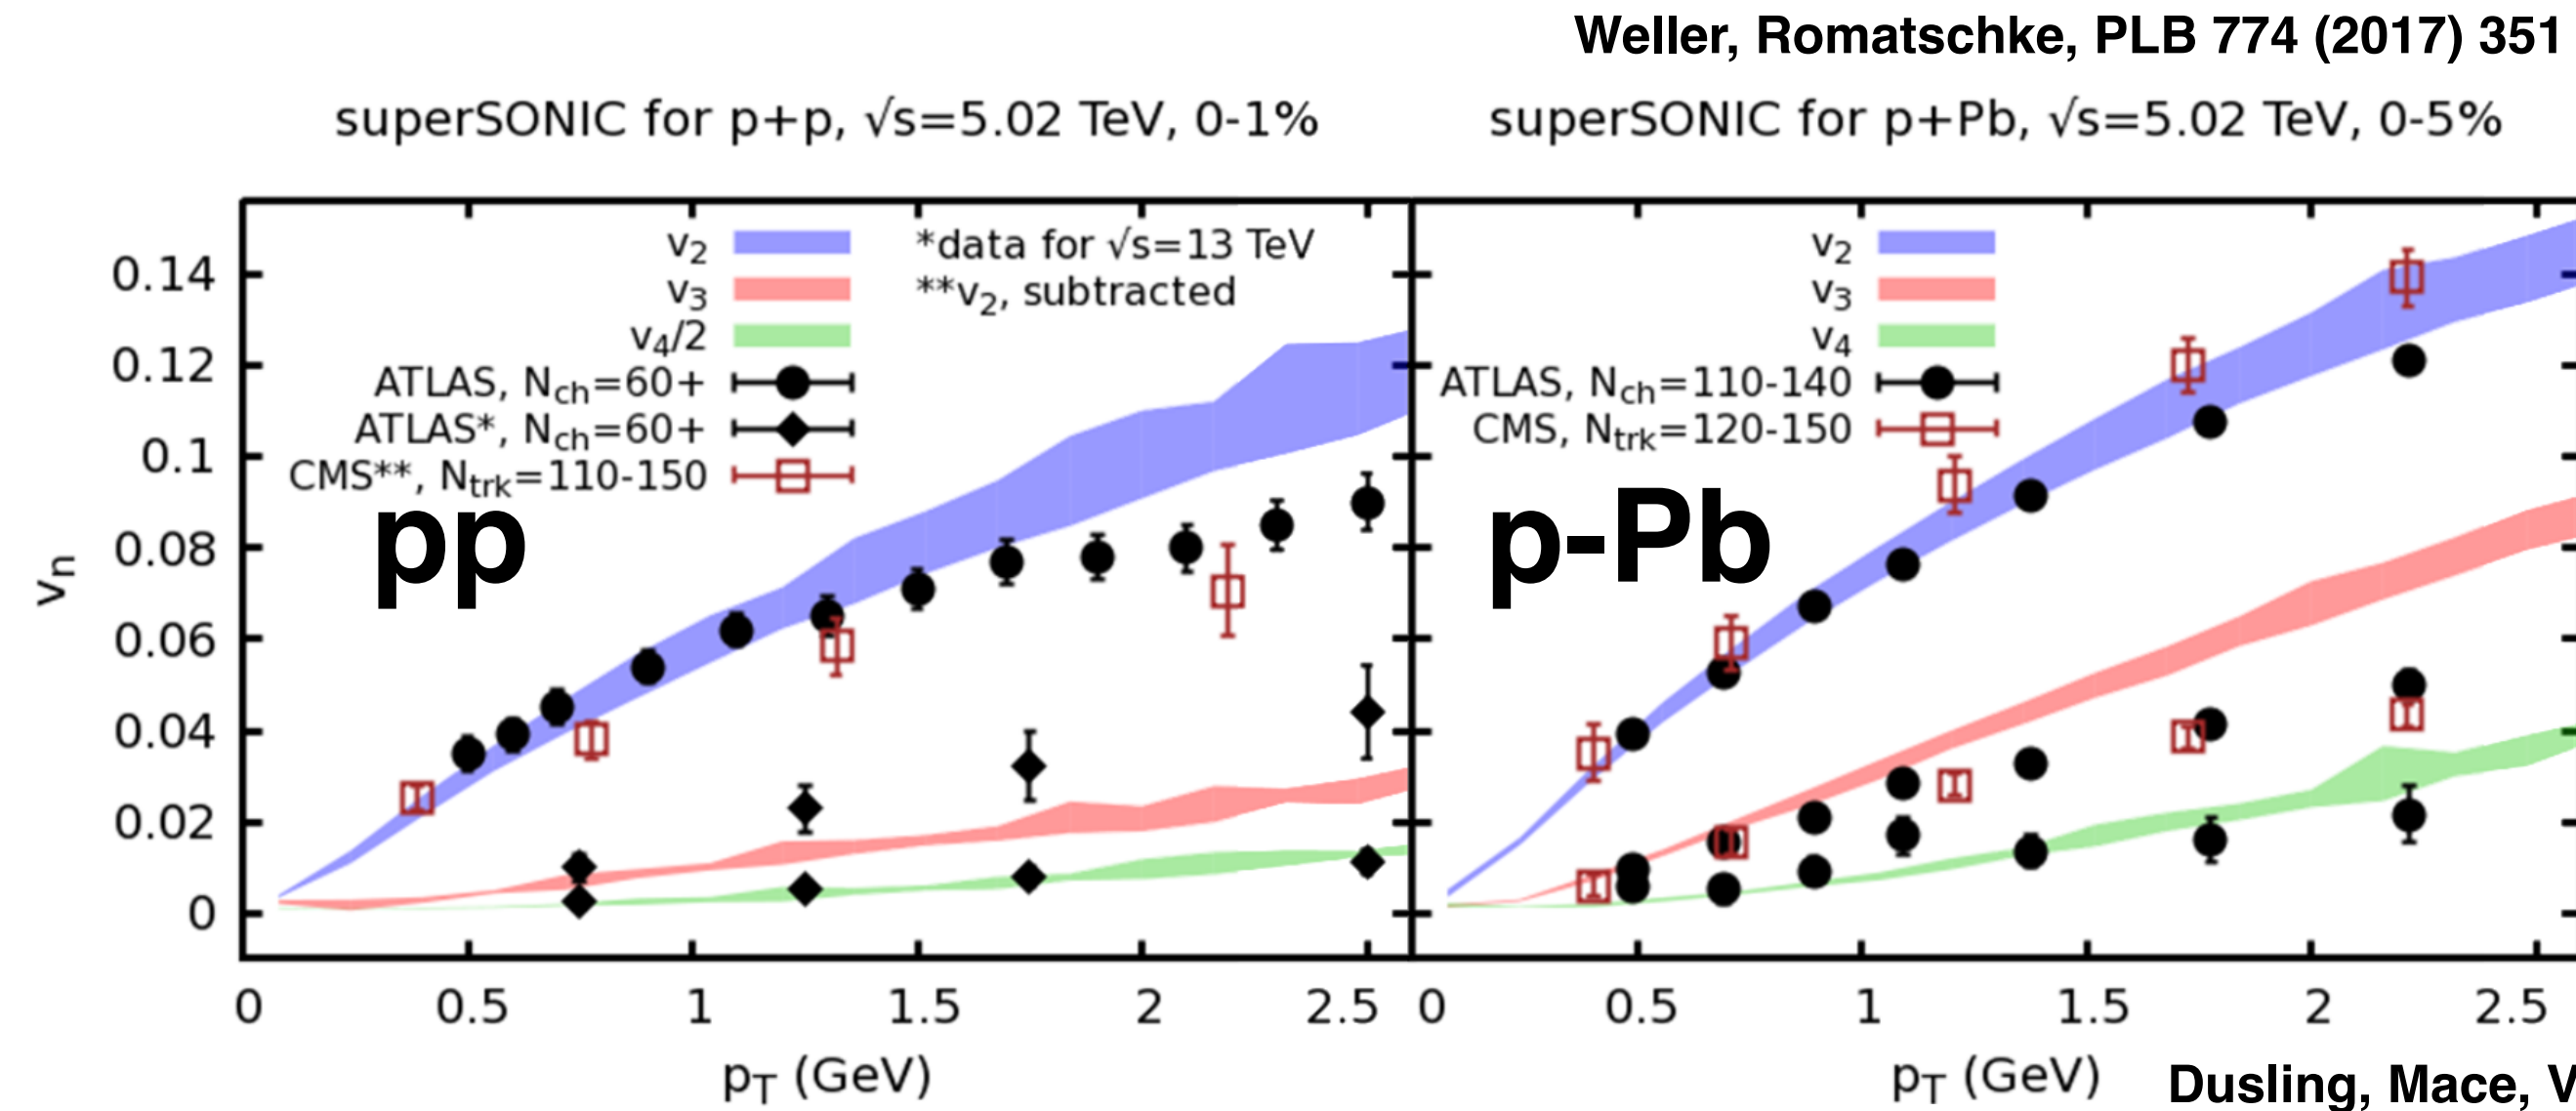 Weller, Romatschke, PLB 774 (2017) 351
superSONIC for p+p, √s=5.02 TeV, 0-1%
superSONIC for p+Pb, √s=5.02 TeV, 0-5%
v2
v3
v4/2
ATLAS, Nch=60+
ATLAS*, Nch=60+
CMS**, Ntrk=110-150
*data for √s=13 TeV
**v2, subtracted
pp
v2
v3
v4
ATLAS, Nch=110-140
CMS, Ntrk=120-150
p-Pb
vn
0.14
0.12
0.1
0.08
0.06
0.04
0.02
0
0 0.5 1 1.5 2 2.5
0 0.5 1 1.5 2 2.5
pT (GeV)
pT (GeV)
Dusling, Mace, V